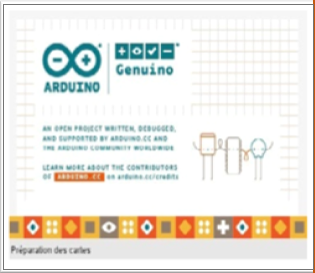 ARDUINO
Genuino
AN OPEN PROJECT WRITTEN, DEBUGGED,
AND SUPPORTED BY ARDUINO.CC AND
THE ARDUINO COMMUNITY WORLDWIDE
LEARN MORE ABOUT THE CONTRIBUTORS
OF ARDUINO.CC on arduino.cc/credits
Préparation des cartes